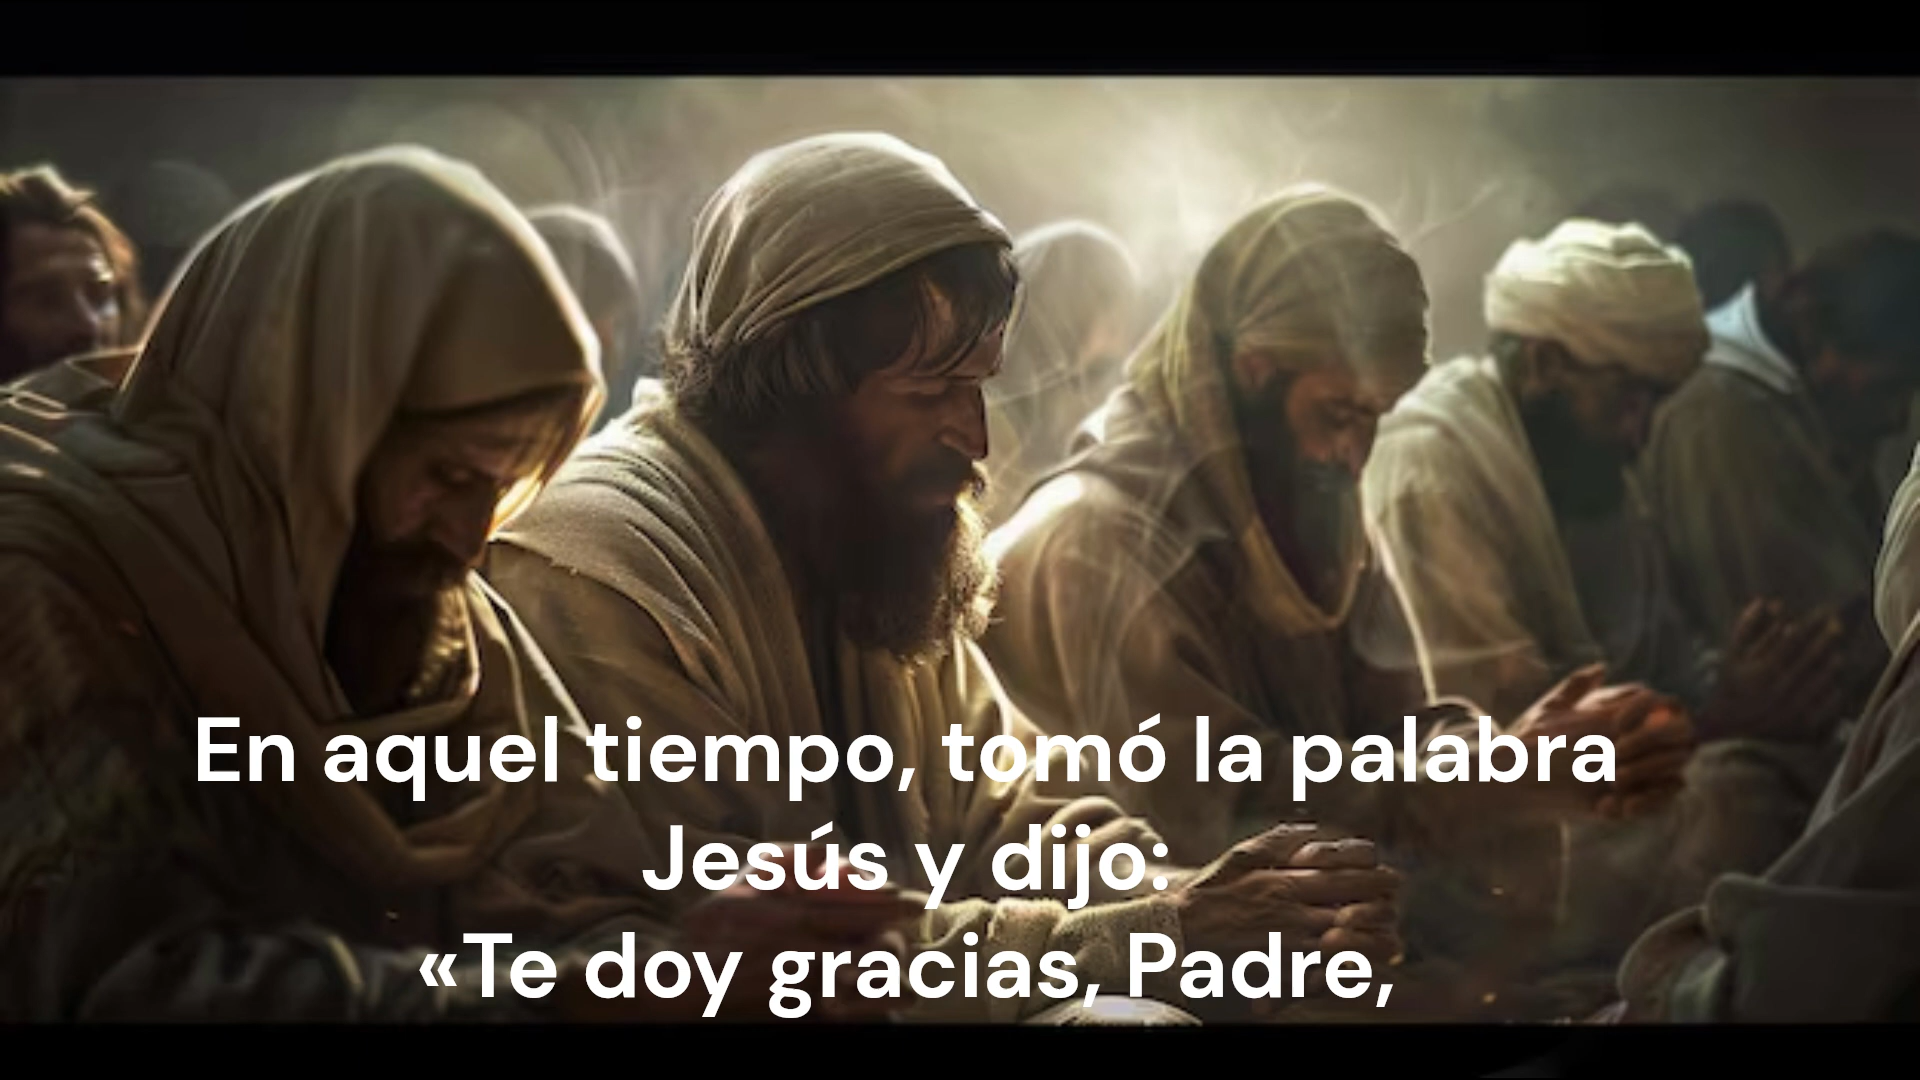 En aquel tiempo, tomó la palabra
Jesús y dijo:
«Te doy gracias, Padre,